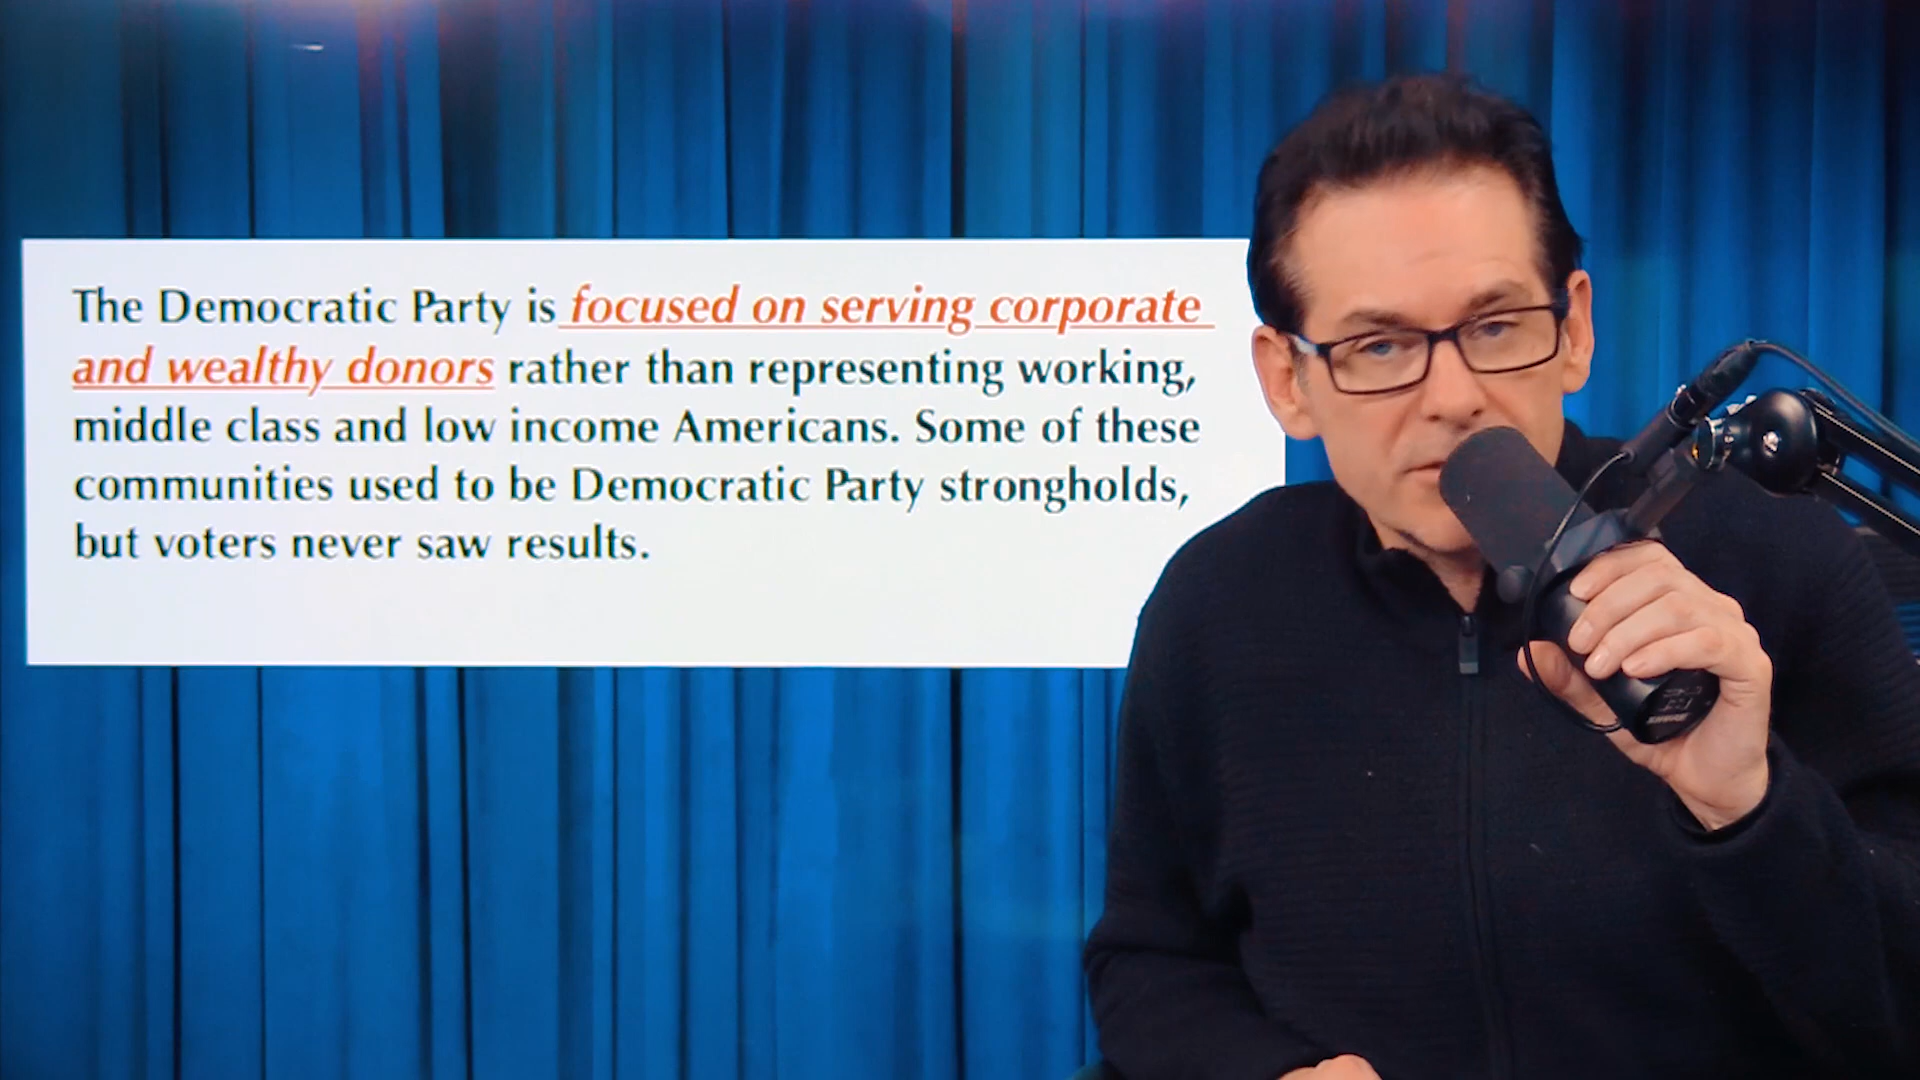 The Democratic Party is focused on serving corporate
and wealthy donors rather than representing working,
middle class and low income Americans. Some of these
communities used to be Democratic Party strongholds,
but voters never saw results.